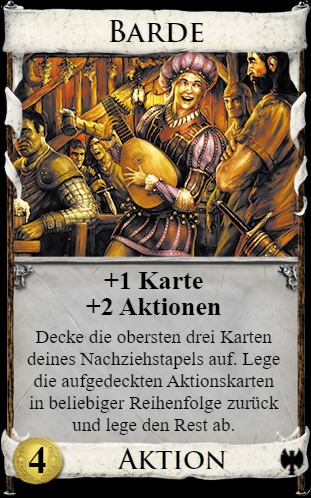 Barde
+1 Karte
+2 Aktionen
Decke die obersten drei Karten
deines Nachziehstapels auf. Lege
die aufgedeckten Aktionskarten
in beliebiger Reihenfolge zurück
und lege den Rest ab.
4 Aktion